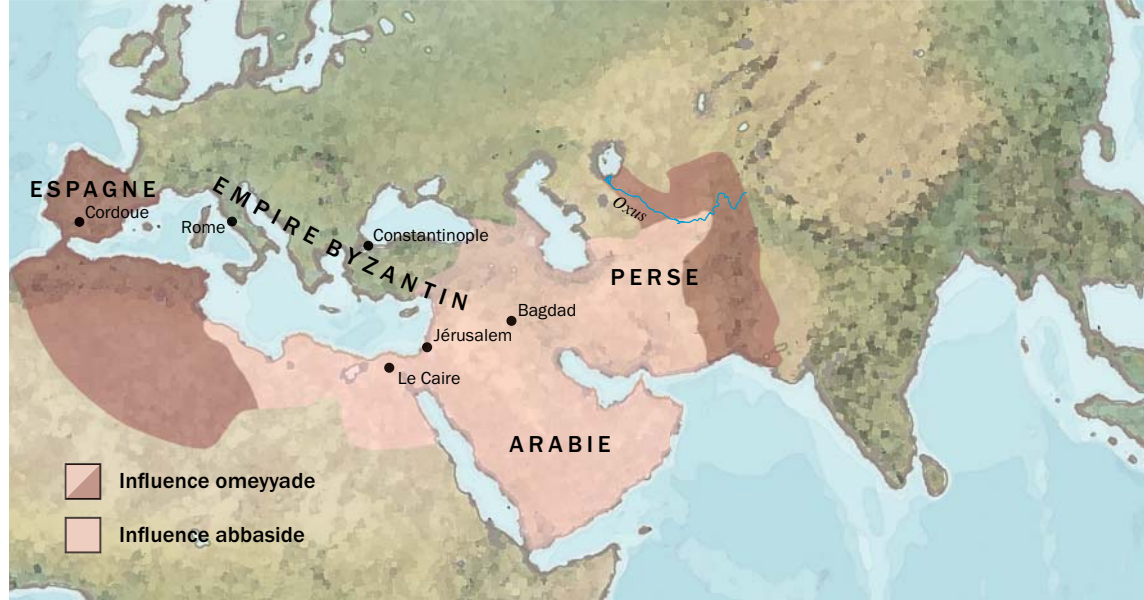 ESPAGNE
Cordoue
Rome
EMPIRE BYZANTIN
Constantinople
Oxus
PERSE
Bagdad
Jérusalem
Le Caire
ARABIE
Influence omeyyade
Influence abbaside